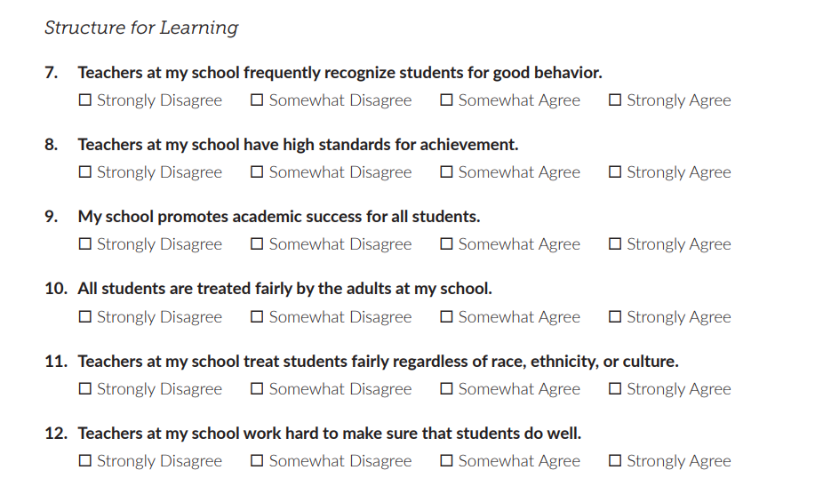 Structure for Learning
7. Teachers at my school frequently recognize students for good behavior.
☐ Strongly Disagree ☐ Somewhat Disagree ☐ Somewhat Agree ☐ Strongly Agree
8. Teachers at my school have high standards for achievement.
☐ Strongly Disagree ☐ Somewhat Disagree ☐ Somewhat Agree ☐ Strongly Agree
9. My school promotes academic success for all students.
☐ Strongly Disagree ☐ Somewhat Disagree ☐ Somewhat Agree ☐ Strongly Agree
10. All students are treated fairly by the adults at my school.
☐ Strongly Disagree ☐ Somewhat Disagree ☐ Somewhat Agree ☐ Strongly Agree
11. Teachers at my school treat students fairly regardless of race, ethnicity, or culture.
☐ Strongly Disagree ☐ Somewhat Disagree ☐ Somewhat Agree ☐ Strongly Agree
12. Teachers at my school work hard to make sure that students do well.
☐ Strongly Disagree ☐ Somewhat Disagree ☐ Somewhat Agree ☐ Strongly Agree